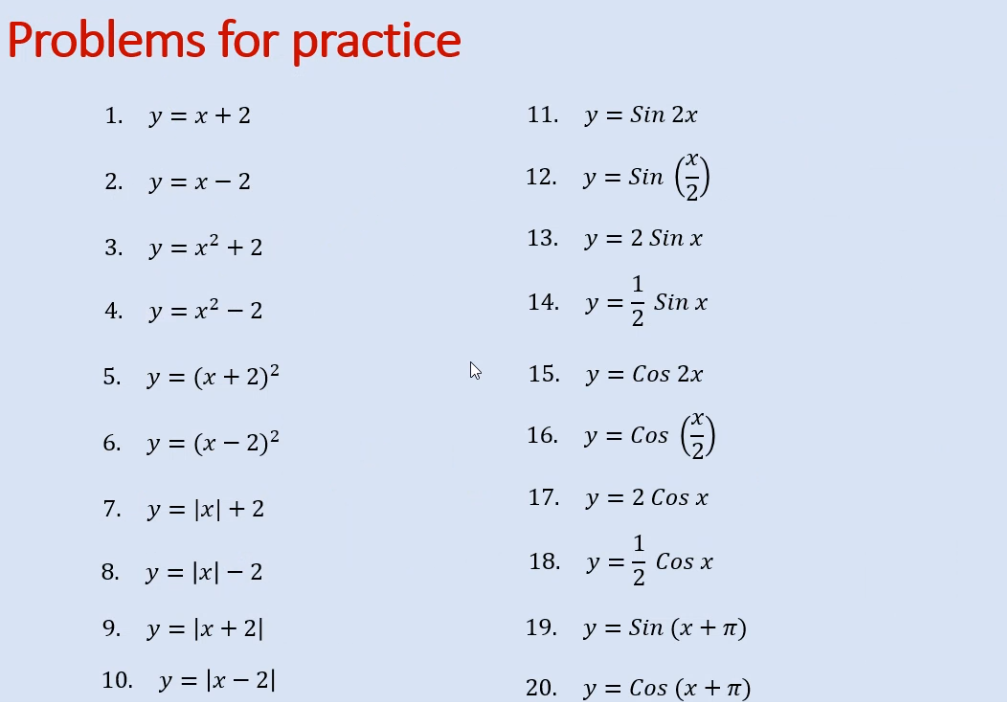 Problems for practice
1. y = x + 2
2. y = x − 2
3. y = x² + 2
4. y = x² − 2
5. y = (x + 2)²
6. y = (x − 2)²
7. y = |x| + 2
8. y = |x| − 2
9. y = |x + 2|
10. y = |x − 2|
11. y = Sin 2x
12. y = Sin (x/2)
13. y = 2 Sin x
14. y = 1/2 Sin x
15. y = Cos 2x
16. y = Cos (x/2)
17. y = 2 Cos x
18. y = 1/2 Cos x
19. y = Sin (x + π)
20. y = Cos (x + π)